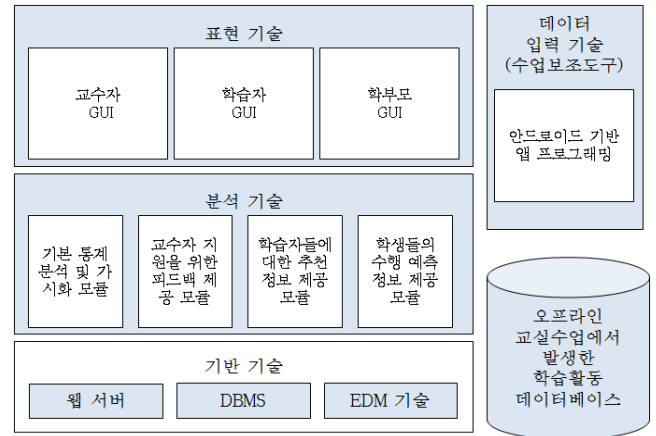 표현 기술
교수자
GUI
학습자
GUI
학부모
GUI
분석 기술
기본 통계
분석 및 가
시화 모듈
교수자 지
원을 위한
피드백 제
공 모듈
학습자들에
대한 추천
정보 제공
모듈
학생들의
수행 예측
정보 제공
모듈
기반 기술
웹 서버
DBMS
EDM 기술
데이터
입력 기술
(수업보조도구)
안드로이드 기반
앱 프로그래밍
오프라인
교실수업에서
발생한
학습활동
데이터베이스